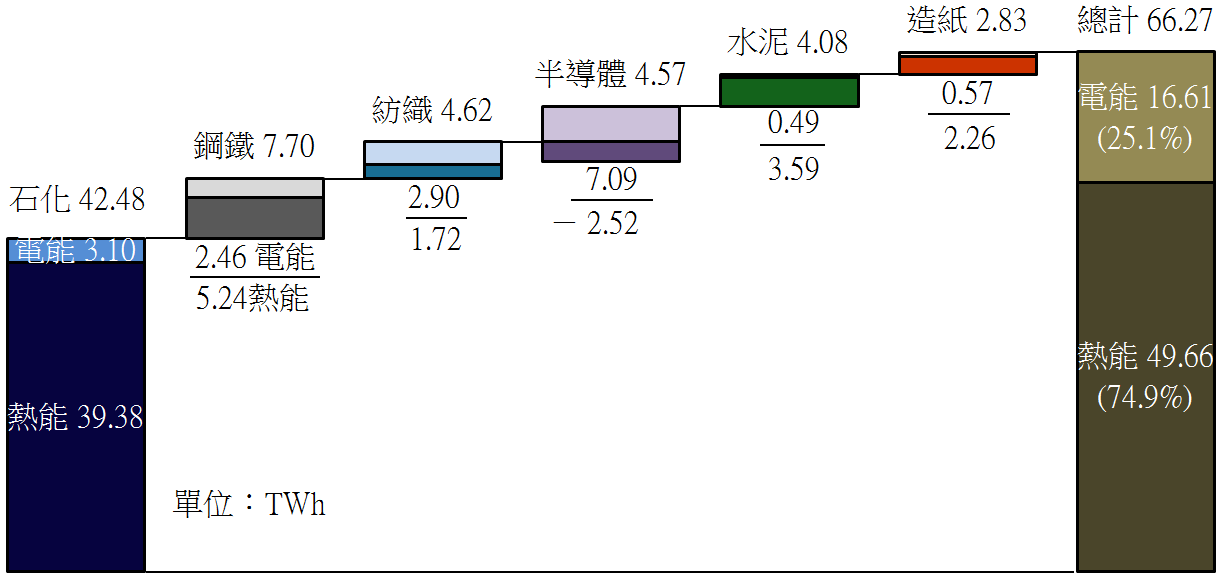 石化 42.48
電能 3.10
熱能 39.38
鋼鐵 7.70
2.46 電能
5.24熱能
紡織 4.62
2.90
1.72
半導體 4.57
7.09
－ 2.52
水泥 4.08
0.49
3.59
造紙 2.83
0.57
2.26
總計 66.27
電能 16.61
(25.1%)
熱能 49.66
(74.9%)
單位：TWh